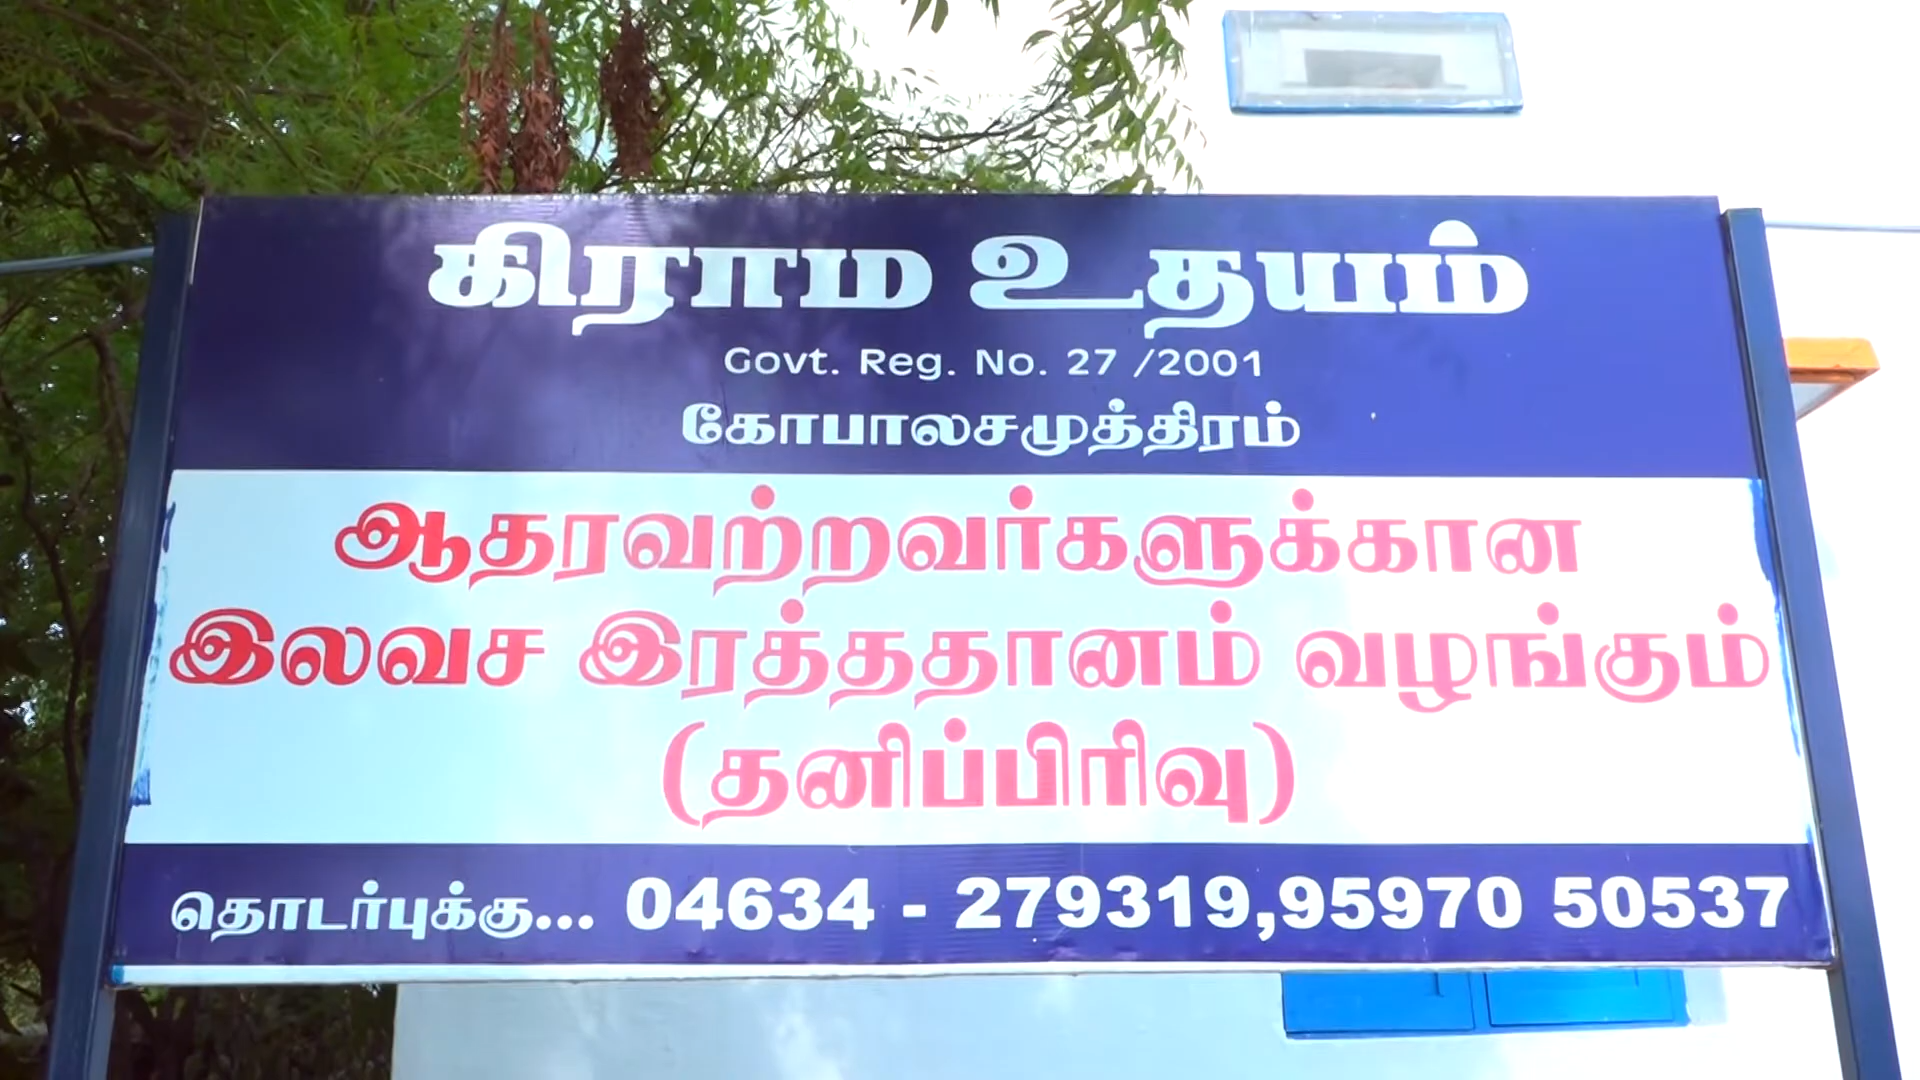 கிராம உதயம்
Govt. Reg. No. 27 /2001
கோபாலசமுத்திரம்
ஆதரவற்றவர்களுக்கான
இலவச இரத்ததானம் வழங்கும்
(தனிப்பிரிவு)
தொடர்புக்கு... 04634 - 279319,95970 50537